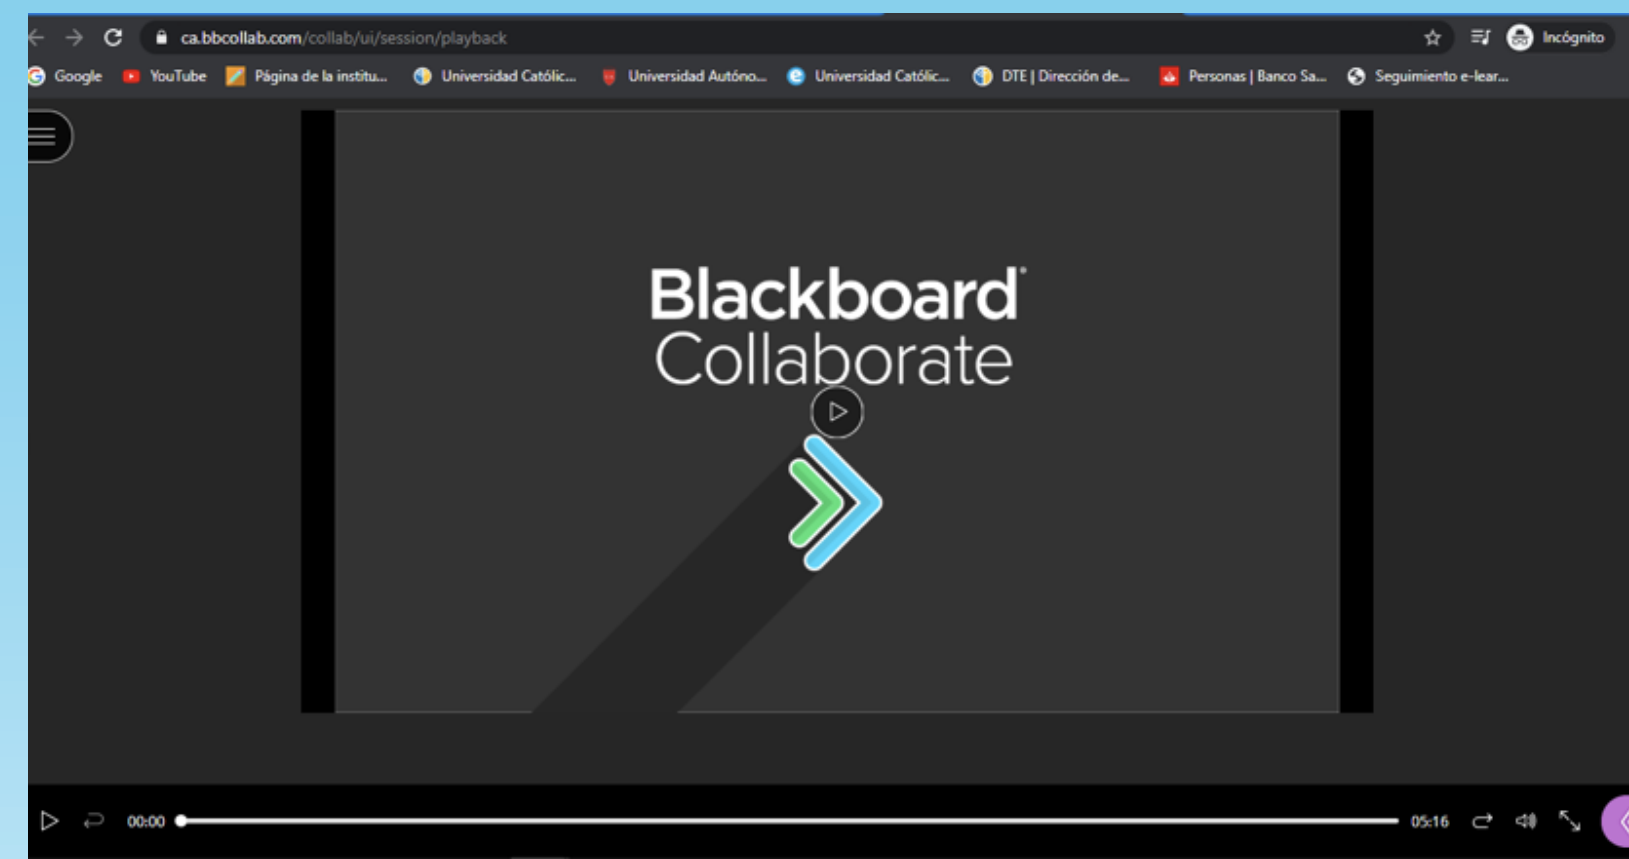 ca.bbcollab.com/collab/ui/session/playback
Incógnito
Google YouTube Página de la institu... Universidad Católic... Universidad Autóno... Universidad Católic... DTE | Dirección de... Personas | Banco Sa... Seguimiento e-lear...
Blackboard
Collaborate
00:00 05:16